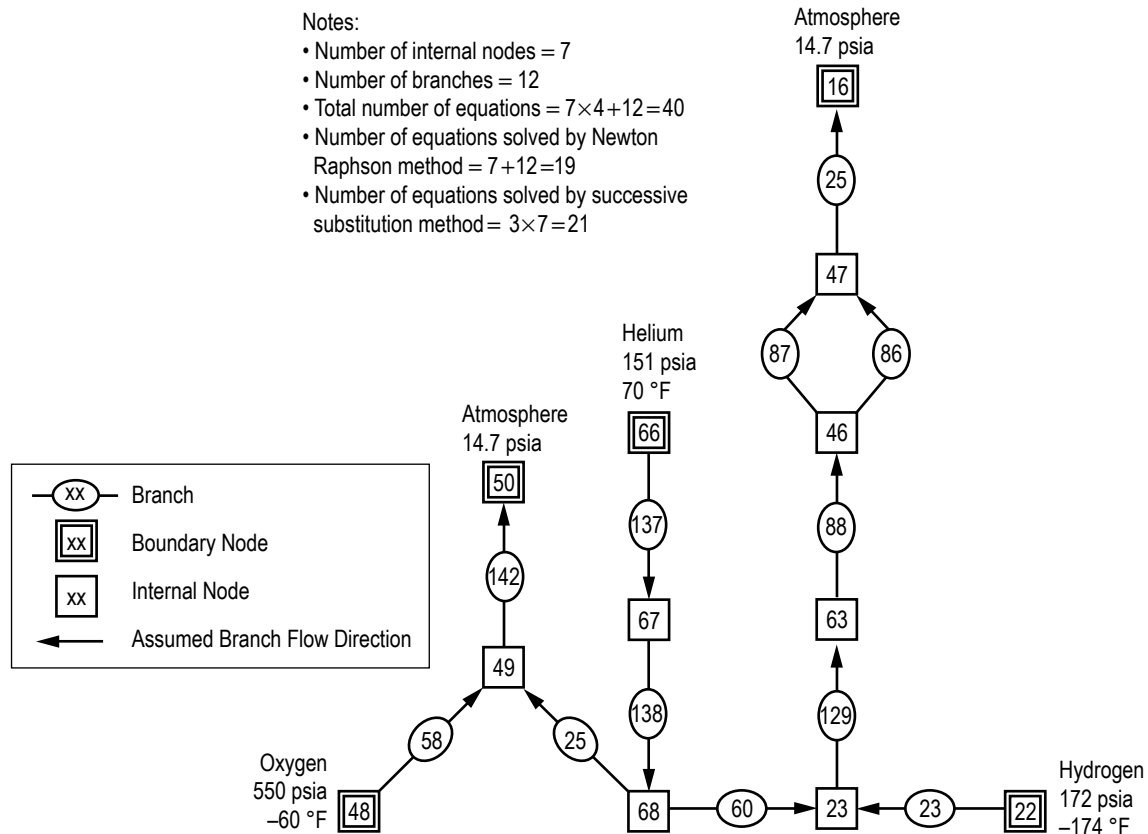 Notes:
• Number of internal nodes = 7
• Number of branches = 12
• Total number of equations = 7×4+12=40
• Number of equations solved by Newton
Raphson method = 7+12=19
• Number of equations solved by successive
substitution method = 3×7=21
Atmosphere
14.7 psia
16
25
47
87
86
46
88
63
129
Helium
151 psia
70 °F
66
137
67
138
68
Atmosphere
14.7 psia
50
142
49
58
25
Oxygen
550 psia
–60 °F
48
60
23
23
22
Hydrogen
172 psia
–174 °F
xx Branch
xx Boundary Node
xx Internal Node
Assumed Branch Flow Direction